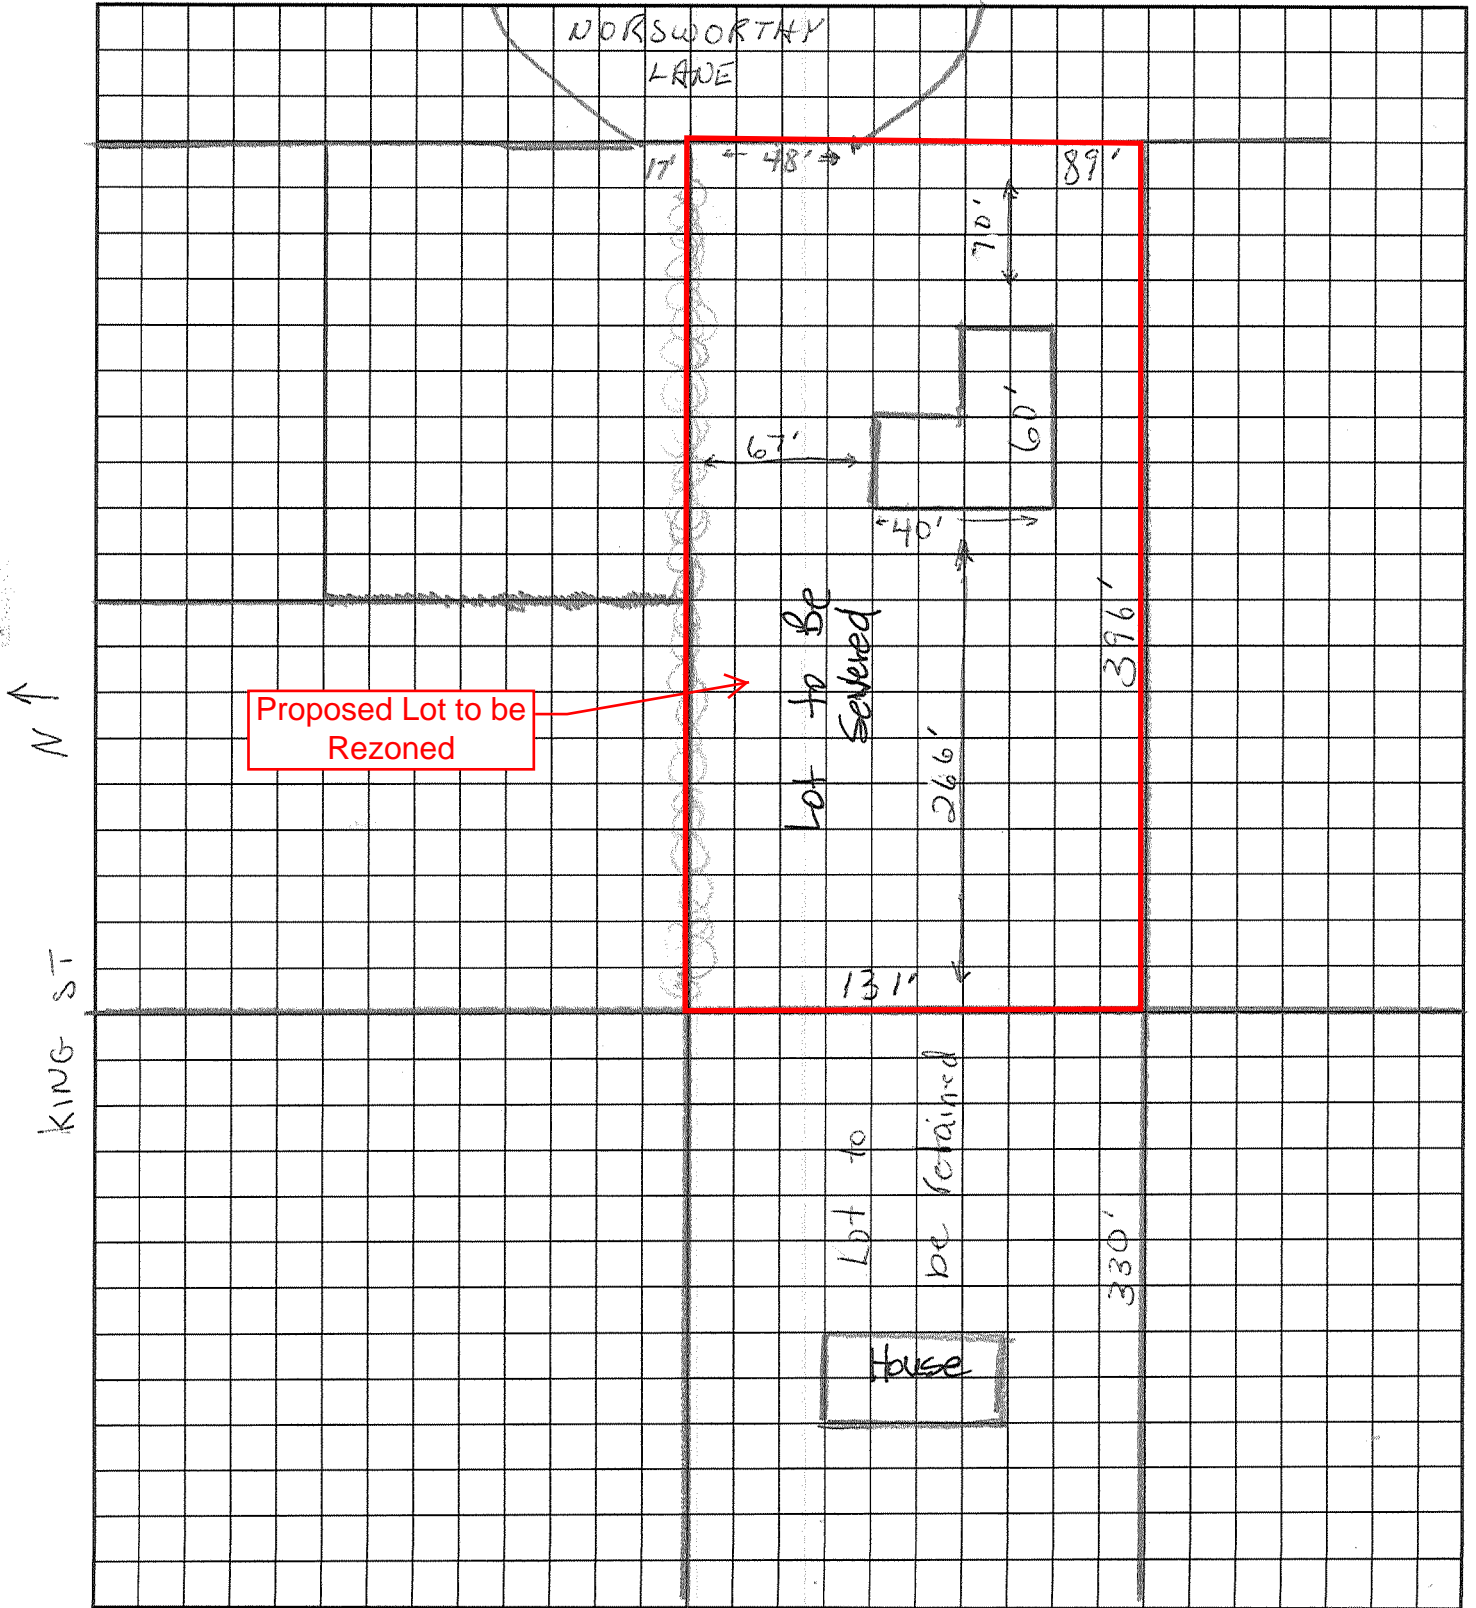 NORSWORTHY
LANE
17'
48'
89'
70'
67'
60'
40'
Lot to Be
Severed
396'
Proposed Lot to be
Rezoned
N
266'
131'
KING ST
Lot to
be retained
330'
House